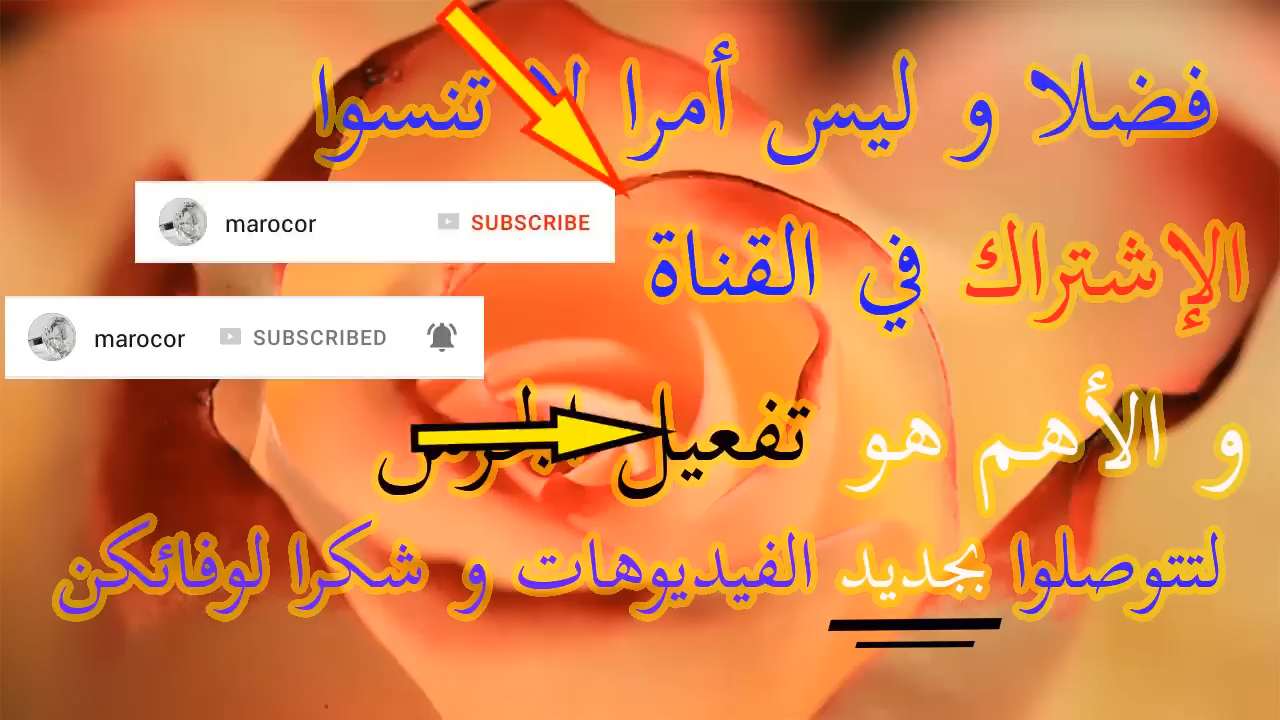 فضلا و ليس أمرا لا تنسوا
marocor SUBSCRIBE
الإشتراك في القناة
marocor SUBSCRIBED
و الأهم هو تفعيل الجرس
لتتوصلوا بجديد الفيديوهات و شكرا لوفائكن